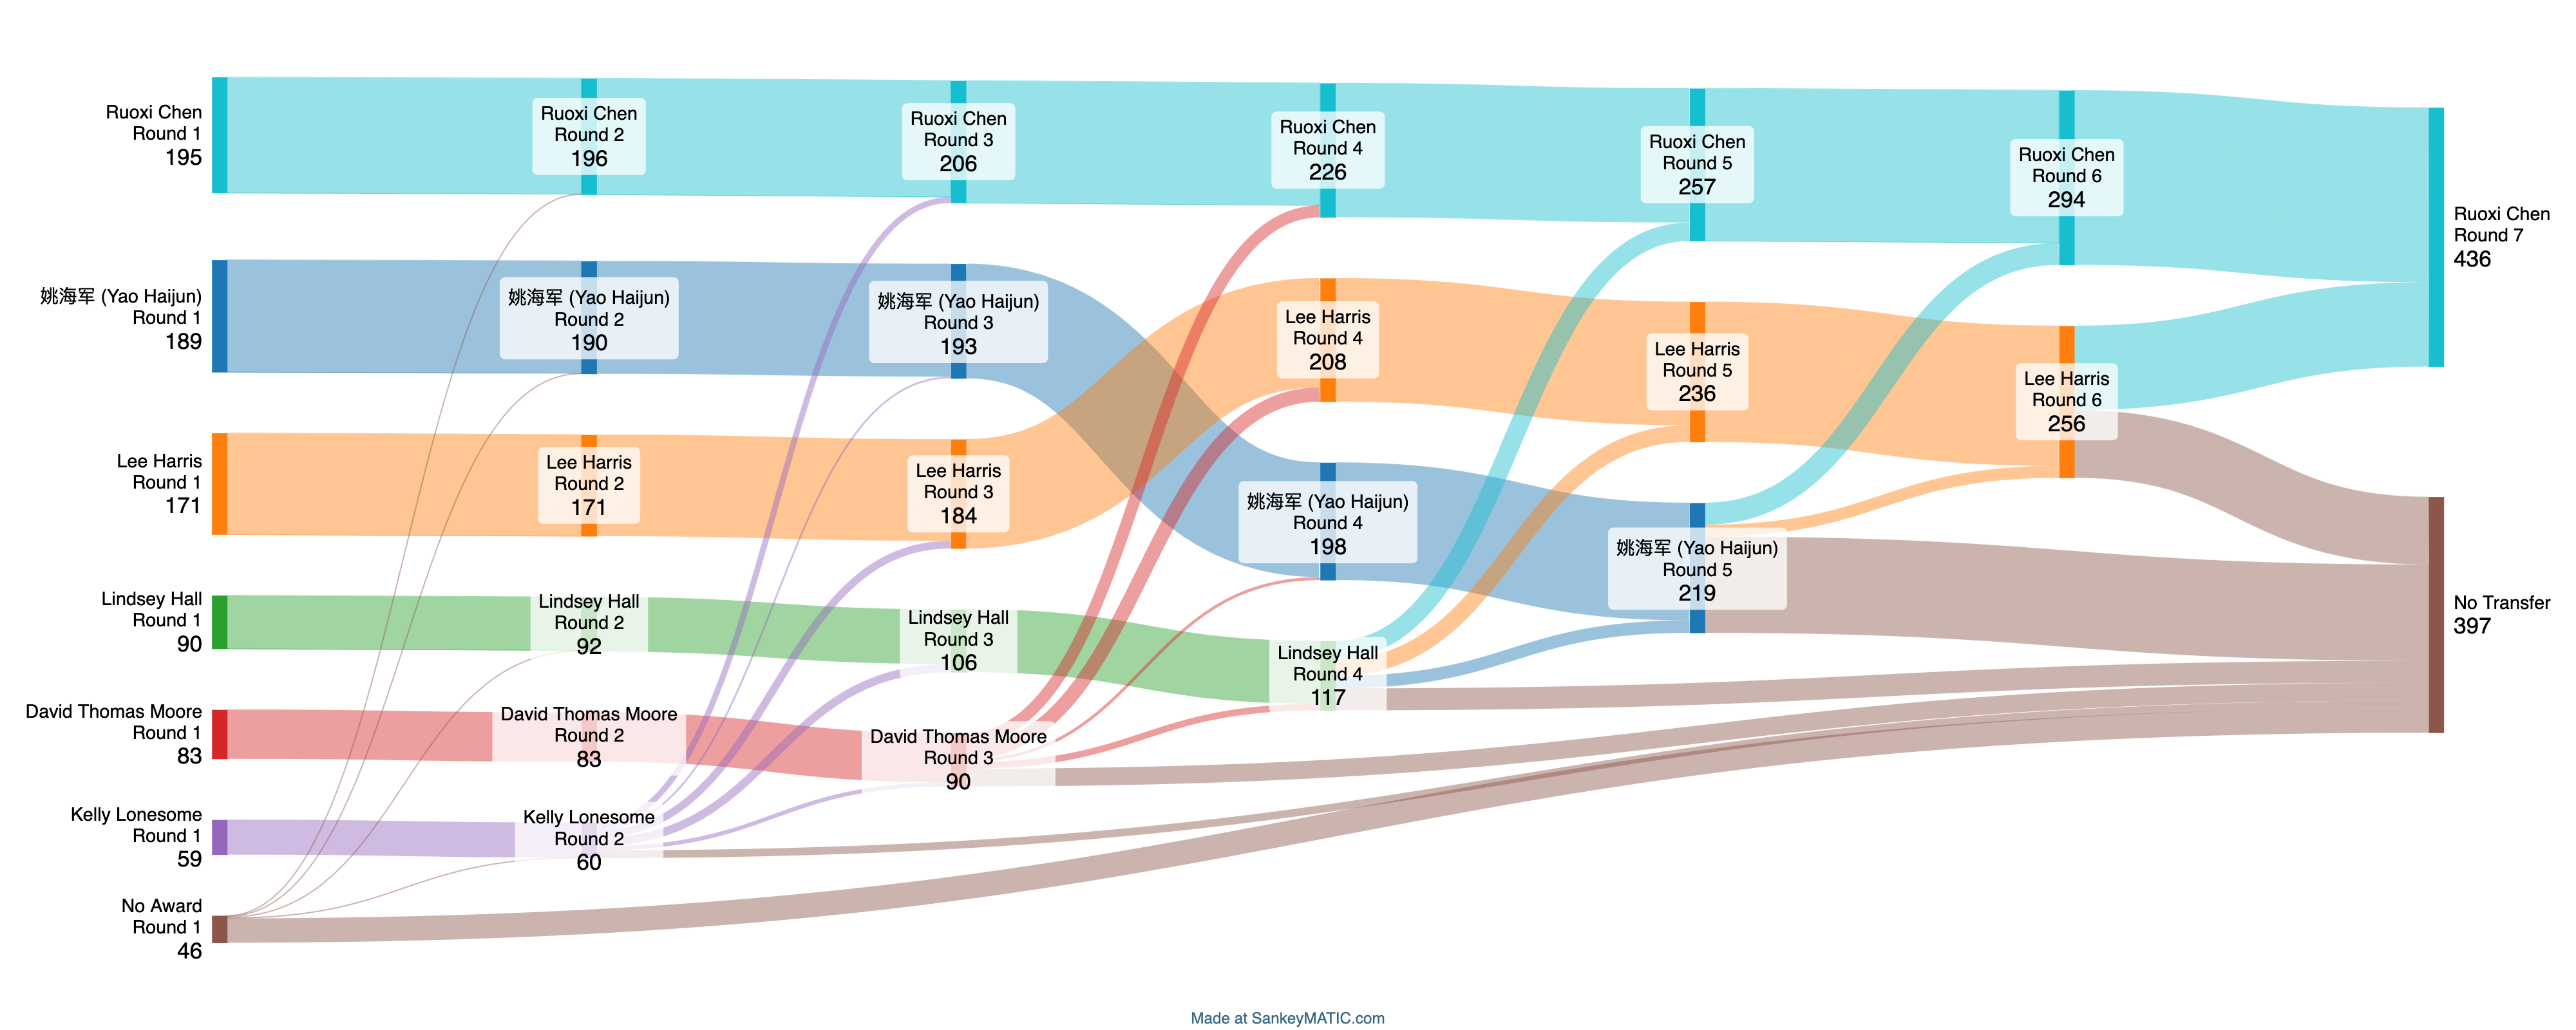 Ruoxi Chen
Round 1
195
姚海军 (Yao Haijun)
Round 1
189
Lee Harris
Round 1
171
Lindsey Hall
Round 1
90
David Thomas Moore
Round 1
83
Kelly Lonesome
Round 1
59
No Award
Round 1
46
Ruoxi Chen
Round 2
196
姚海军 (Yao Haijun)
Round 2
190
Lee Harris
Round 2
171
Lindsey Hall
Round 2
92
David Thomas Moore
Round 2
83
Kelly Lonesome
Round 2
60
Ruoxi Chen
Round 3
206
姚海军 (Yao Haijun)
Round 3
193
Lee Harris
Round 3
184
Lindsey Hall
Round 3
106
David Thomas Moore
Round 3
90
Ruoxi Chen
Round 4
226
Lee Harris
Round 4
208
姚海军 (Yao Haijun)
Round 4
198
Lindsey Hall
Round 4
117
Ruoxi Chen
Round 5
257
Lee Harris
Round 5
236
姚海军 (Yao Haijun)
Round 5
219
Ruoxi Chen
Round 6
294
Lee Harris
Round 6
256
Ruoxi Chen
Round 7
436
No Transfer
397
Made at SankeyMATIC.com